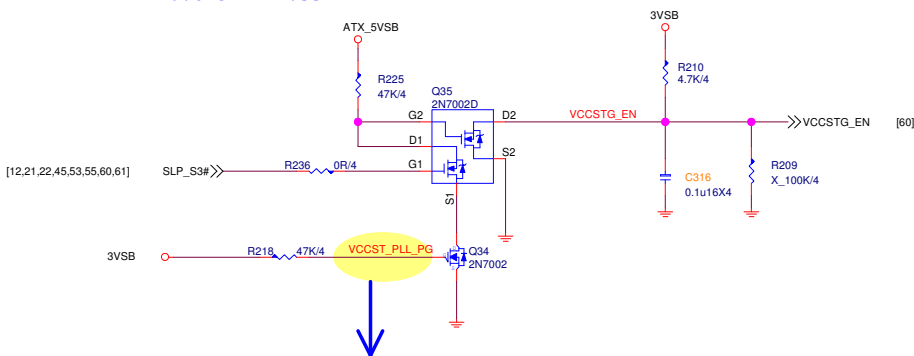 ATX_5VSB
3VSB
R225
47K/4
R210
4.7K/4
Q35
2N7002D
G2
D2
VCCSTG_EN
VCCSTG_EN
[60]
D1
S2
[12,21,22,45,53,55,60,61]
SLP_S3#
R236
0R/4
G1
C316
0.1u16X4
R209
X_100K/4
S1
3VSB
R218
47K/4
VCCST_PLL_PG
Q34
2N7002